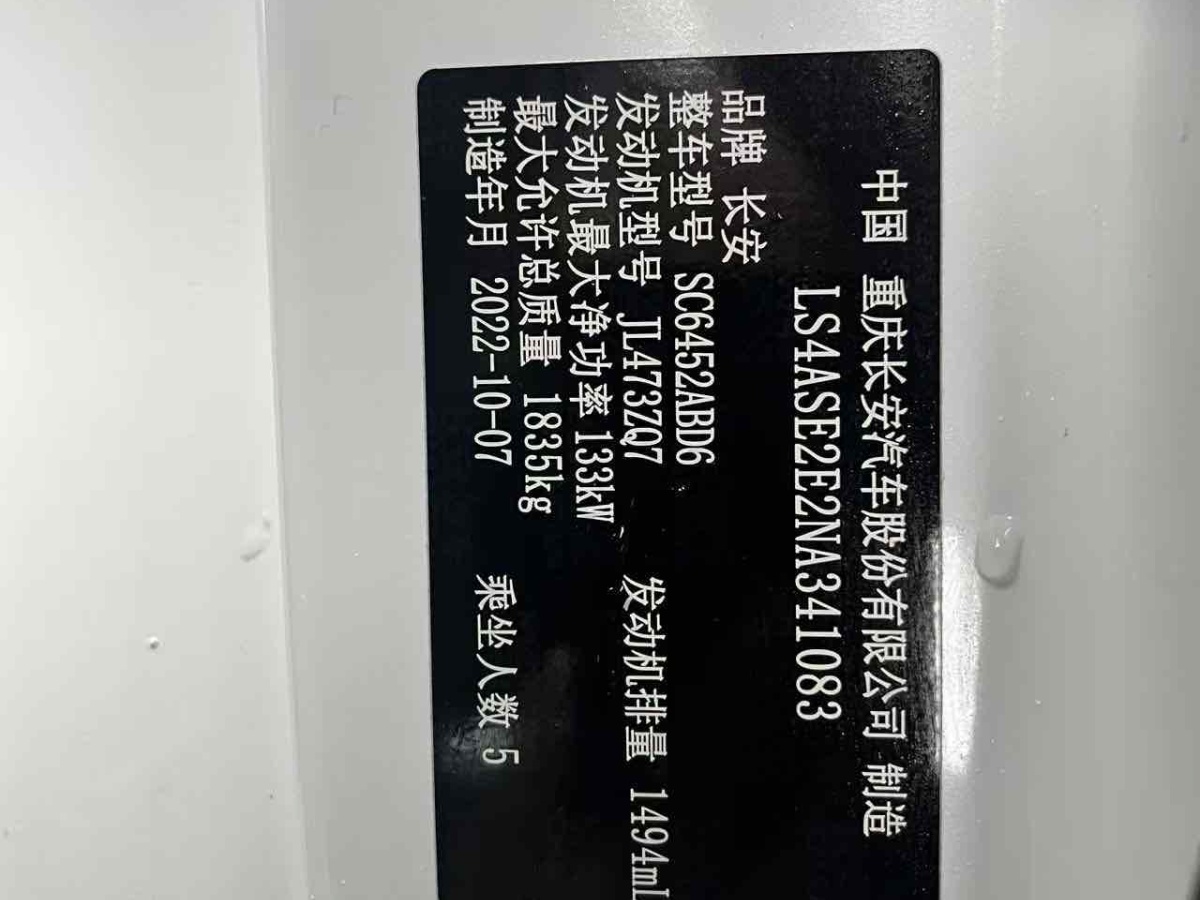 中国 重庆长安汽车股份有限公司 制造
LS4ASE2E2NA341083
品牌 长安
整车型号 SC6452ABD6
发动机型号 JL473ZQ7 发动机排量 1494mL
发动机最大净功率 133kW
最大允许总质量 1835kg
制造年月 2022-10-07 乘坐人数 5